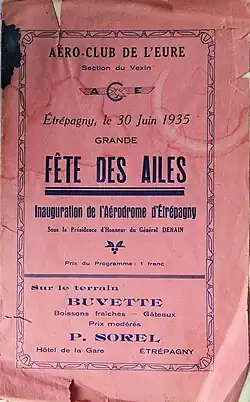 AÉRO-CLUB DE L'EURE
Section du Vexin
A C E
Étrépagny, le 30 Juin 1935
GRANDE
FÊTE DES AILES
Inauguration de l'Aérodrome d'Étrépagny
Sous la Présidence d'Honneur du Général DENAIN
Prix du Programme : 1 franc
Sur le terrain
BUVETTE
Boissons fraîches — Gâteaux
Prix modérés
P. SOREL
Hôtel de la Gare ÉTRÉPAGNY